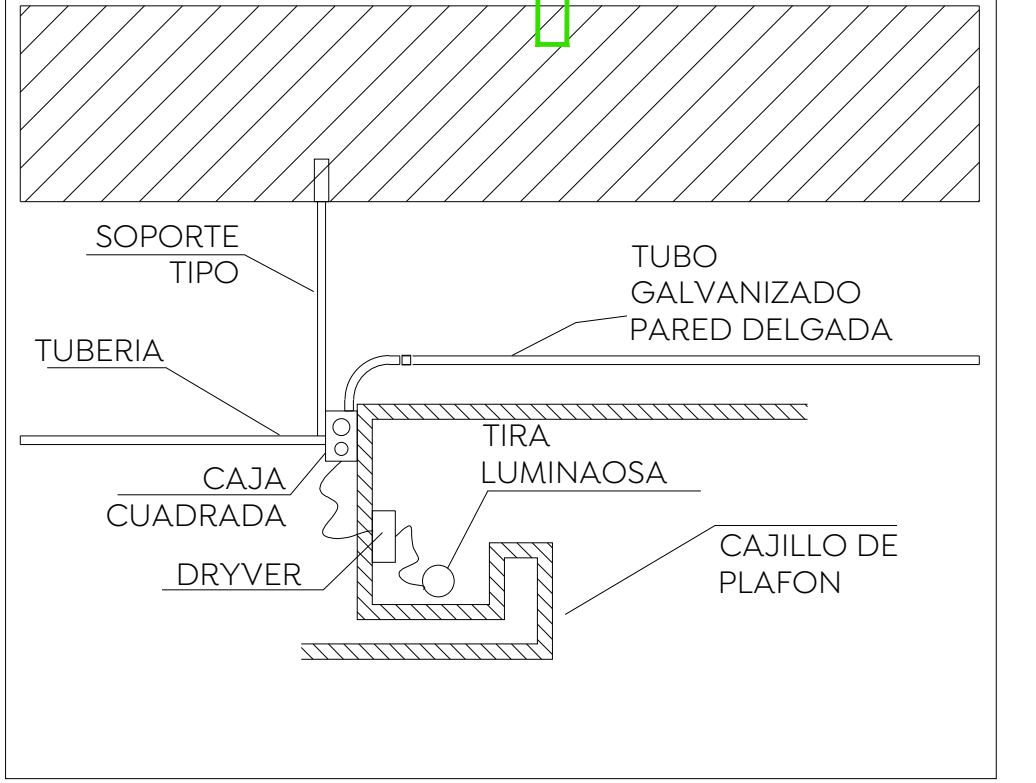 SOPORTE
TIPO
TUBO
GALVANIZADO
PARED DELGADA
TUBERIA
TIRA
LUMINAOSA
CAJA
CUADRADA
CAJILLO DE
PLAFON
DRYVER